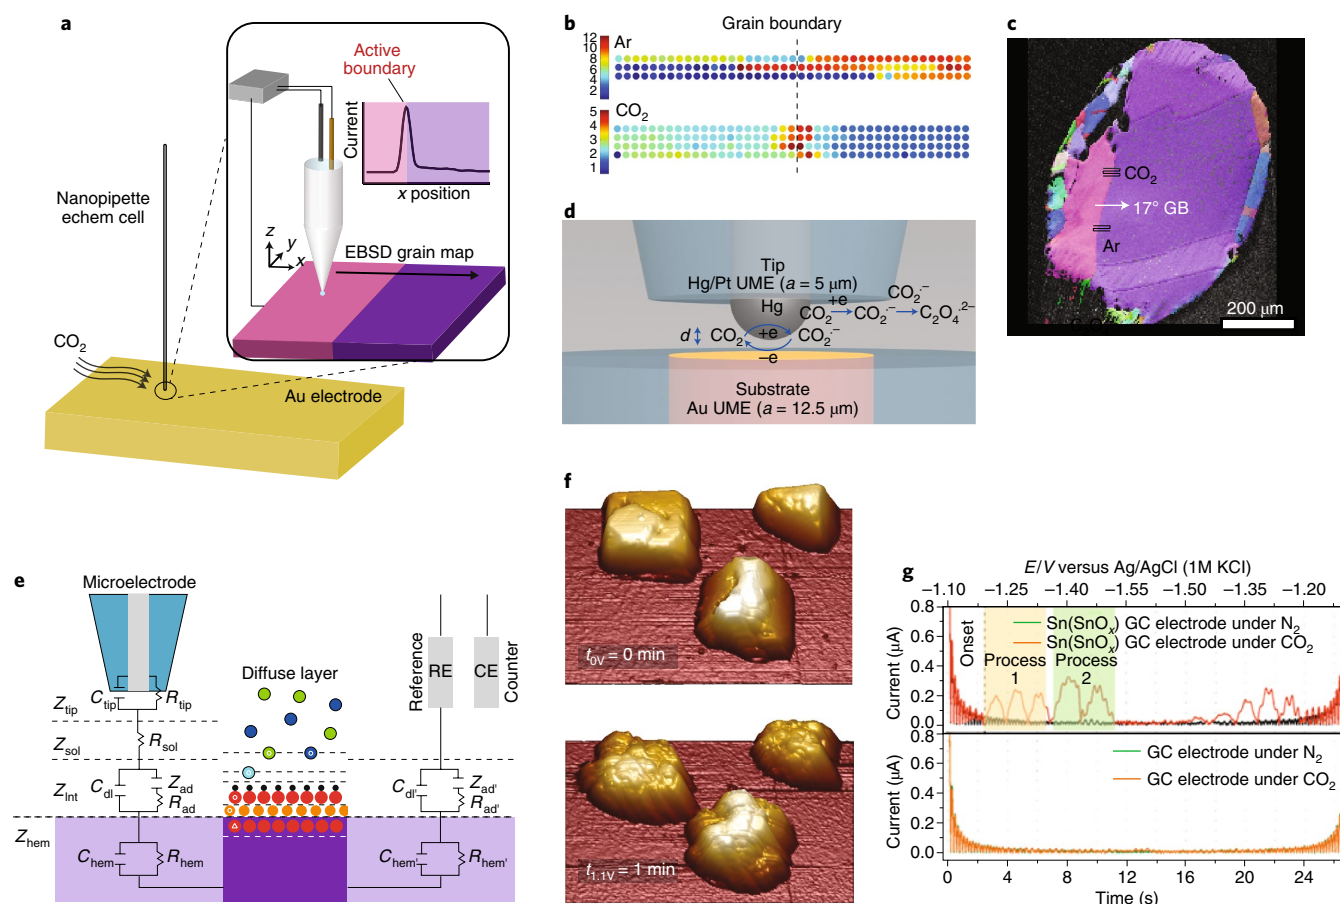 a
Active
boundary
Current
x position
Nanopipette
echem cell
z
y
x
EBSD grain map
CO2
Au electrode
b
Grain boundary
Ar
12
10
8
6
4
2
CO2
5
4
3
2
1
c
CO2
17° GB
Ar
200 μm
d
Tip
Hg/Pt UME (a = 5 μm)
Hg
CO2·−
+e
CO2 CO2·− C2O4·2−
d CO2 +e CO2·−
−e
Substrate
Au UME (a = 12.5 μm)
e
Microelectrode
Ctip Rtip
Ztip
Rsol
Zsol
Zint
Cdl Zad
Rad
Zhem
Chem Rhem
Diffuse layer
Reference
RE
CE
Counter
Cdl' Zad'
Rad'
Chem' Rhem'
f
t0V = 0 min
t1.1V = 1 min
g
E/V versus Ag/AgCl (1M KCl)
−1.10 −1.25 −1.40 −1.50 −1.35 −1.20
0.8
0.6
0.4
0.2
0.0
Current (μA)
Onset
Sn(SnOx) GC electrode under N2
Sn(SnOx) GC electrode under CO2
Process
1
Process
2
0.8
0.6
0.4
0.2
0.0
Current (μA)
GC electrode under N2
GC electrode under CO2
0 4 8 12 16 20 24
Time (s)